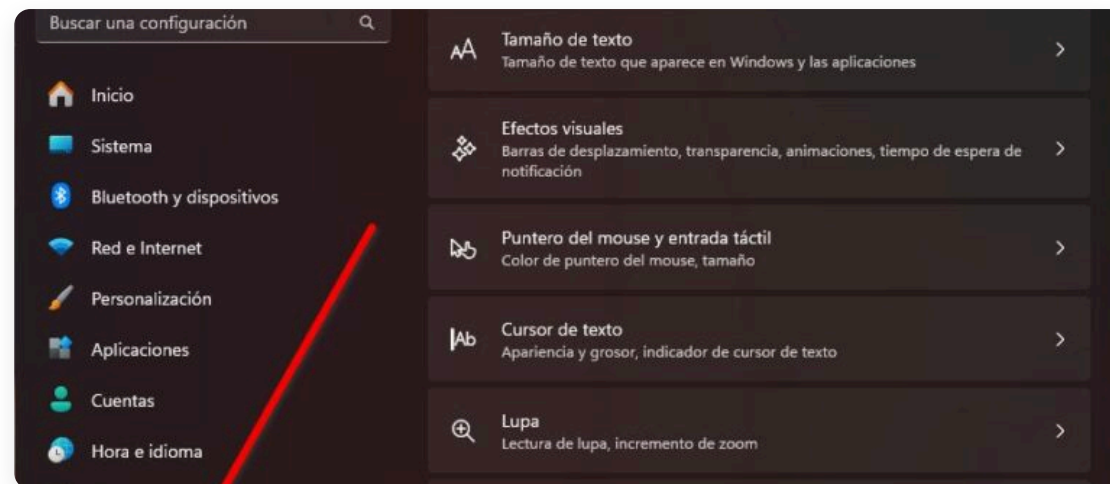 Buscar una configuración
Inicio
Sistema
Bluetooth y dispositivos
Red e Internet
Personalización
Aplicaciones
Cuentas
Hora e idioma
Tamaño de texto
Tamaño de texto que aparece en Windows y las aplicaciones
Efectos visuales
Barras de desplazamiento, transparencia, animaciones, tiempo de espera de
notificación
Puntero del mouse y entrada táctil
Color de puntero del mouse, tamaño
Ab
Cursor de texto
Apariencia y grosor, indicador de cursor de texto
Lupa
Lectura de lupa, incremento de zoom